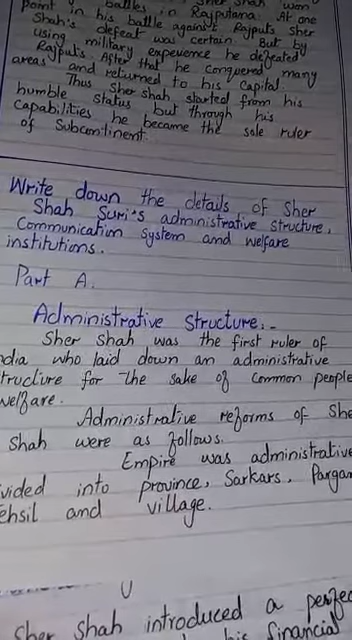 Sher Shah won
battles in Rajputana. At one
point in his battle against Rajputs Sher
Shah's defeat was certain. But by
using military experience he defeated
Rajputs. After that he conquered many
areas and returned to his capital.
Thus Sher Shah started from his
humble status but through his
capabilities he became the sole ruler
of Subcontinent.
Write down the details of Sher
Shah Suri's administrative structure,
Communication system and welfare
institutions.
Part A.
Administrative Structure:-
Sher Shah was the first ruler of
ndia who laid down an administrative
tructure for the sake of common people
welfare.
Administrative reforms of She
Shah were as follows.
Empire was administrative
vided into province, Sarkars, Pargan
ehsil and village.
Sher Shah introduced a perfec
his financial